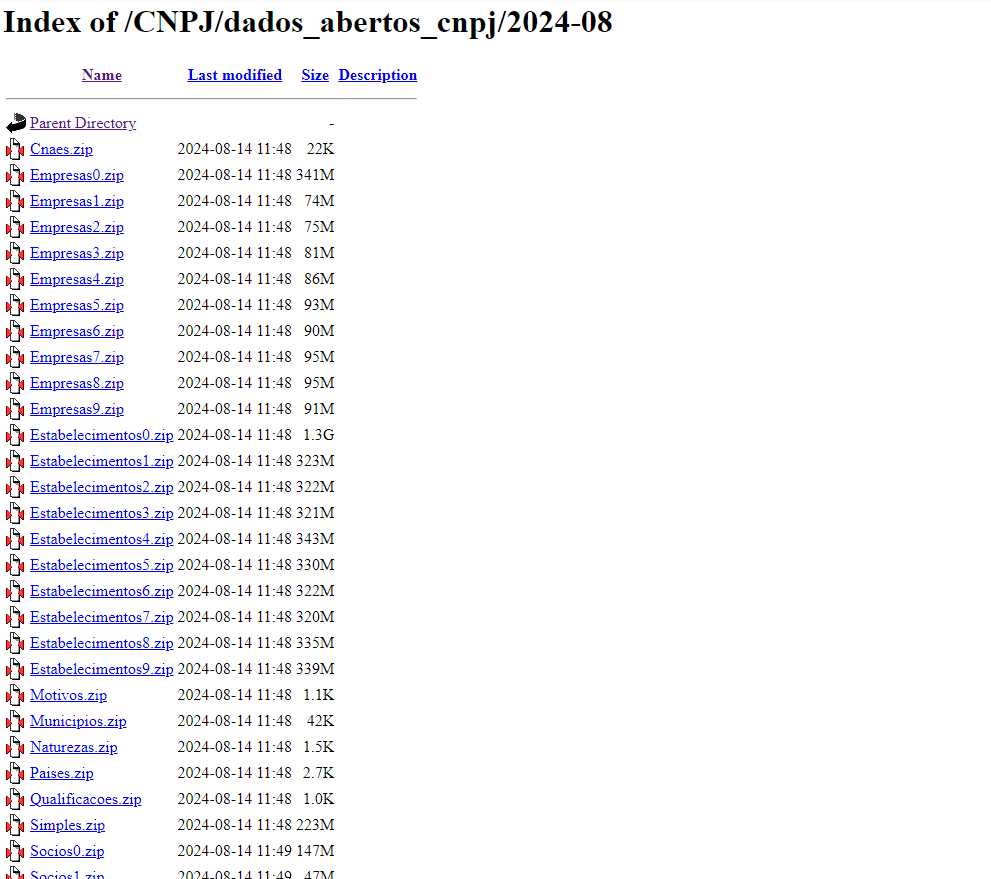 Index of /CNPJ/dados_abertos_cnpj/2024-08
Name Last modified Size Description
Parent Directory -
Cnaes.zip 2024-08-14 11:48 22K
Empresas0.zip 2024-08-14 11:48 341M
Empresas1.zip 2024-08-14 11:48 74M
Empresas2.zip 2024-08-14 11:48 75M
Empresas3.zip 2024-08-14 11:48 81M
Empresas4.zip 2024-08-14 11:48 86M
Empresas5.zip 2024-08-14 11:48 93M
Empresas6.zip 2024-08-14 11:48 90M
Empresas7.zip 2024-08-14 11:48 95M
Empresas8.zip 2024-08-14 11:48 95M
Empresas9.zip 2024-08-14 11:48 91M
Estabelecimentos0.zip 2024-08-14 11:48 1.3G
Estabelecimentos1.zip 2024-08-14 11:48 323M
Estabelecimentos2.zip 2024-08-14 11:48 322M
Estabelecimentos3.zip 2024-08-14 11:48 321M
Estabelecimentos4.zip 2024-08-14 11:48 343M
Estabelecimentos5.zip 2024-08-14 11:48 330M
Estabelecimentos6.zip 2024-08-14 11:48 322M
Estabelecimentos7.zip 2024-08-14 11:48 320M
Estabelecimentos8.zip 2024-08-14 11:48 335M
Estabelecimentos9.zip 2024-08-14 11:48 339M
Motivos.zip 2024-08-14 11:48 1.1K
Municipios.zip 2024-08-14 11:48 42K
Naturezas.zip 2024-08-14 11:48 1.5K
Paises.zip 2024-08-14 11:48 2.7K
Qualificacoes.zip 2024-08-14 11:48 1.0K
Simples.zip 2024-08-14 11:48 223M
Socios0.zip 2024-08-14 11:49 147M
Socios1.zip 2024-08-14 11:49 47M